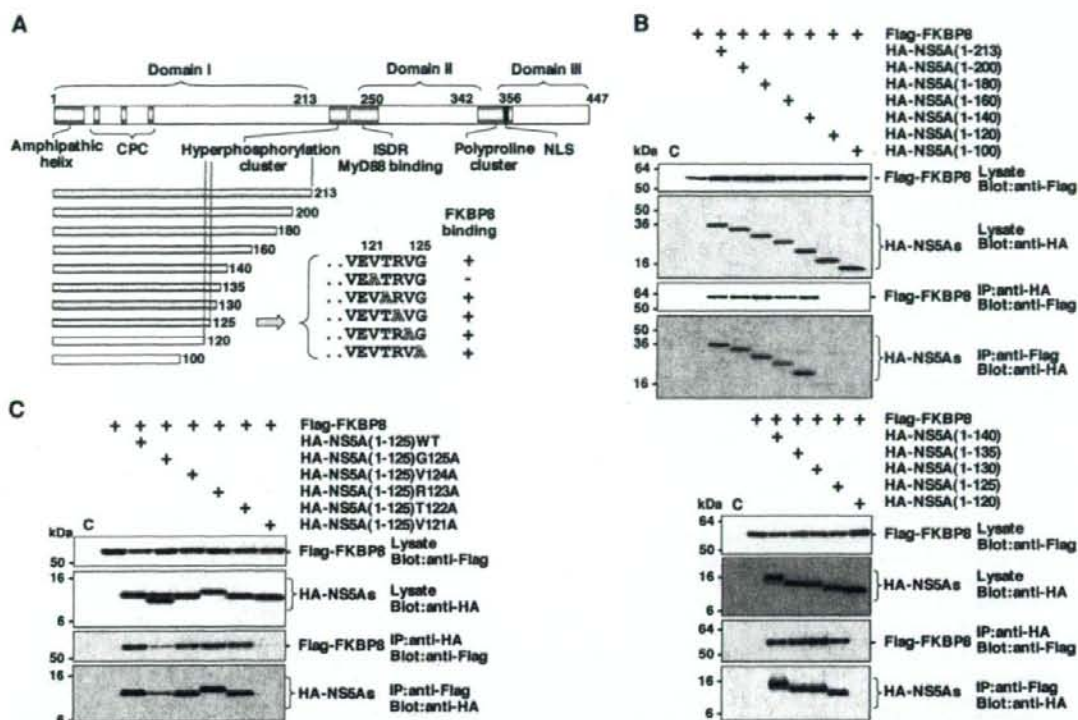 A
Domain I
Domain II
Domain III
1
213
250
342
356
447
Amphipathic helix
CPC
Hyperphosphorylation cluster
ISDR
MyD88 binding
Polyproline cluster
NLS
213
200
180
160
140
135
130
125
120
100
FKBP8 binding
121 125
..VEVTRVG +
..VEATRVG -
..VEVARVG +
..VEVTAVG +
..VEVTRAG +
..VEVTRVA +
B
+ + + + + + + + Flag-FKBP8
+ HA-NS5A(1-213)
+ HA-NS5A(1-200)
+ HA-NS5A(1-180)
+ HA-NS5A(1-160)
+ HA-NS5A(1-140)
+ HA-NS5A(1-120)
+ HA-NS5A(1-100)
kDa C
64
50
Flag-FKBP8 Lysate
Blot:anti-Flag
50
36
16
HA-NS5As Lysate
Blot:anti-HA
64
50
Flag-FKBP8 IP:anti-HA
Blot:anti-Flag
50
36
16
HA-NS5As IP:anti-Flag
Blot:anti-HA
+ + + + + + Flag-FKBP8
+ HA-NS5A(1-140)
+ HA-NS5A(1-135)
+ HA-NS5A(1-130)
+ HA-NS5A(1-125)
+ HA-NS5A(1-120)
kDa C
64
50
Flag-FKBP8 Lysate
Blot:anti-Flag
16
6
HA-NS5As Lysate
Blot:anti-HA
64
50
Flag-FKBP8 IP:anti-HA
Blot:anti-Flag
16
6
HA-NS5As IP:anti-Flag
Blot:anti-HA
C
+ + + + + + + Flag-FKBP8
+ HA-NS5A(1-125)WT
+ HA-NS5A(1-125)G125A
+ HA-NS5A(1-125)V124A
+ HA-NS5A(1-125)R123A
+ HA-NS5A(1-125)T122A
+ HA-NS5A(1-125)V121A
kDa C
50
Flag-FKBP8 Lysate
Blot:anti-Flag
16
6
HA-NS5As Lysate
Blot:anti-HA
50
Flag-FKBP8 IP:anti-HA
Blot:anti-Flag
16
6
HA-NS5As IP:anti-Flag
Blot:anti-HA